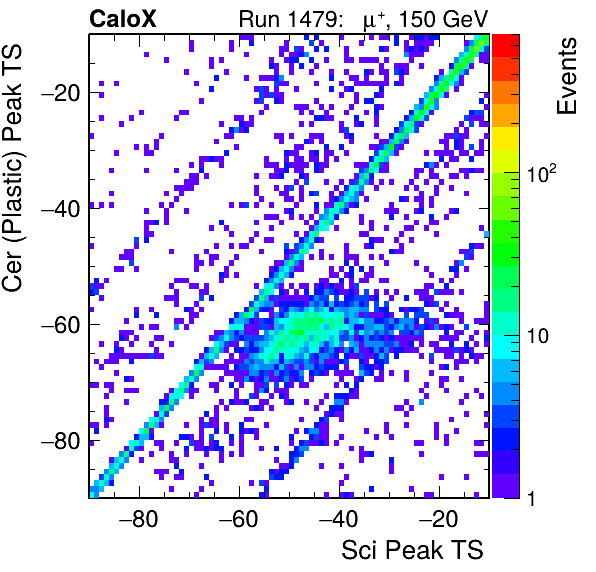 CaloX Run 1479: μ⁺, 150 GeV
Cer (Plastic) Peak TS
−20
−40
−60
−80
−80 −60 −40 −20
Sci Peak TS
Events
10²
10
1